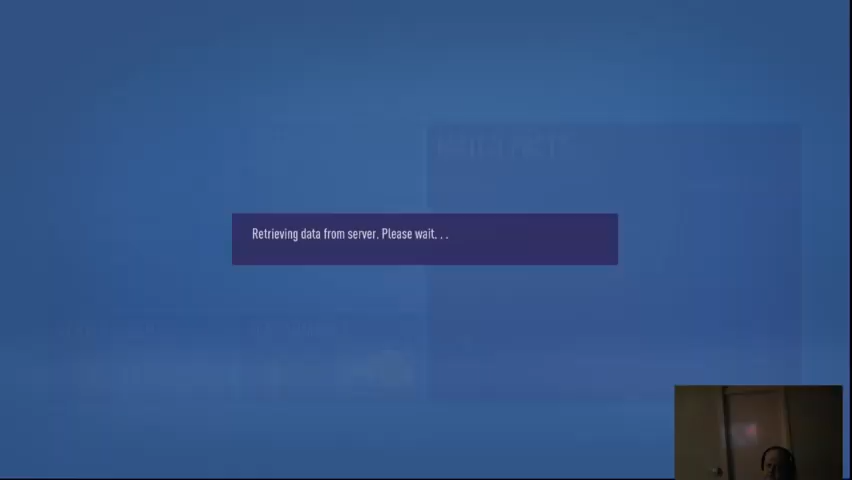 Retrieving data from server. Please wait. . .